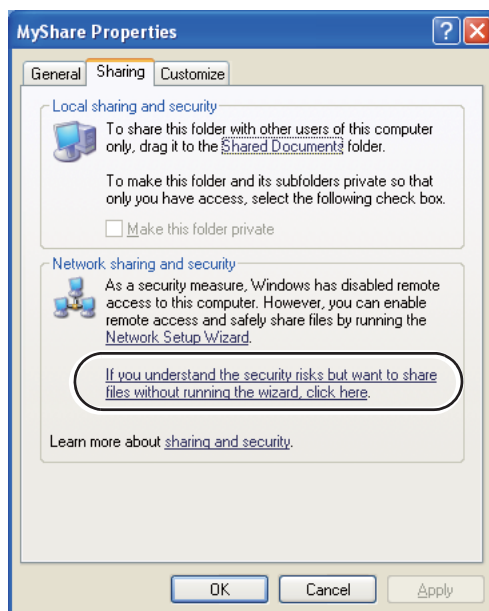 MyShare Properties
General Sharing Customize
Local sharing and security
To share this folder with other users of this computer
only, drag it to the Shared Documents folder.
To make this folder and its subfolders private so that
only you have access, select the following check box.
Make this folder private
Network sharing and security
As a security measure, Windows has disabled remote
access to this computer. However, you can enable
remote access and safely share files by running the
Network Setup Wizard.
If you understand the security risks but want to share
files without running the wizard, click here.
Learn more about sharing and security.
OK Cancel Apply